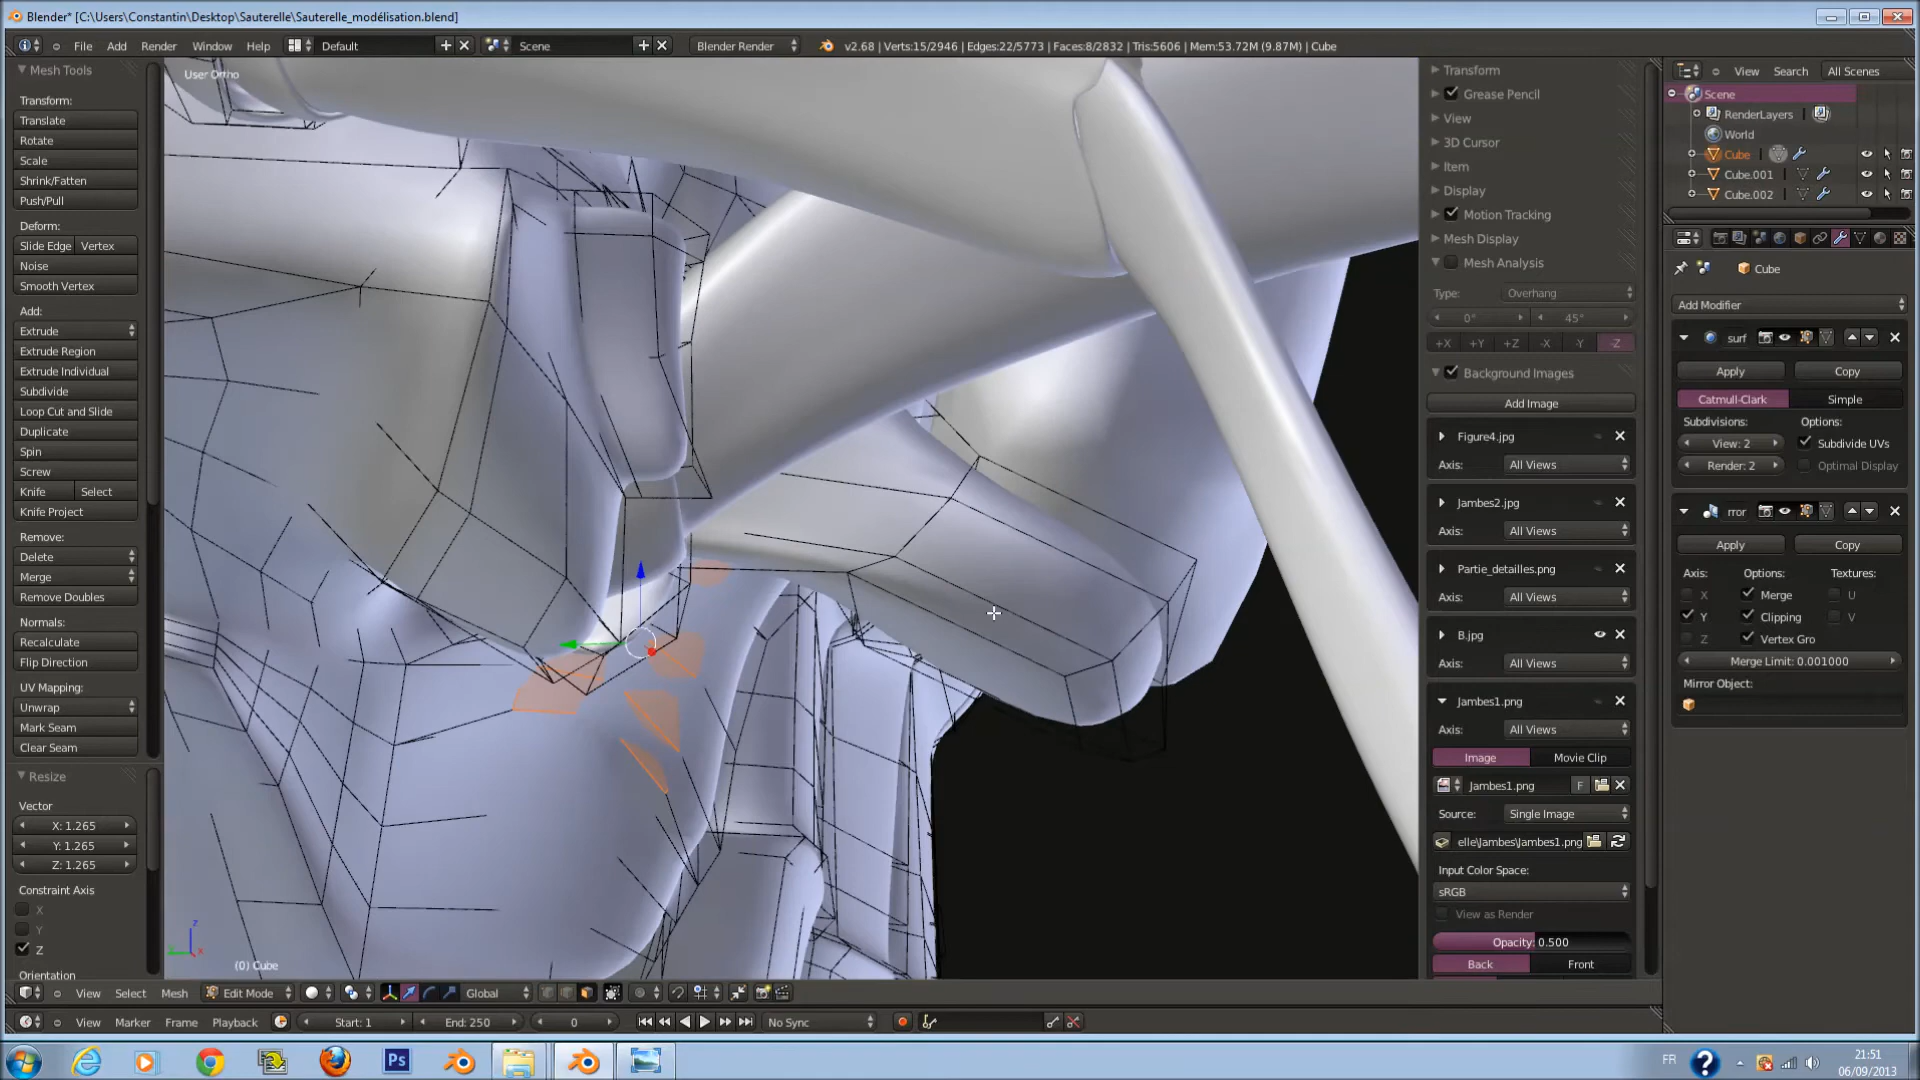 Blender* [C:\Users\Constantin\Desktop\Sauterelle\Sauterelle_modélisation.blend]
File Add Render Window Help Default Scene Blender Render v2.68 | Verts:15/2946 | Edges:22/5773 | Faces:8/2832 | Tris:5606 | Mem:53.72M (9.87M) | Cube
Mesh Tools
Transform:
Translate
Rotate
Scale
Shrink/Fatten
Push/Pull
Deform:
Slide Edge Vertex
Noise
Smooth Vertex
Add:
Extrude
Extrude Region
Extrude Individual
Subdivide
Loop Cut and Slide
Duplicate
Spin
Screw
Knife Select
Knife Project
Remove:
Delete
Merge
Remove Doubles
Normals:
Recalculate
Flip Direction
UV Mapping:
Unwrap
Mark Seam
Clear Seam
Resize
Vector
X: 1.265
Y: 1.265
Z: 1.265
Constraint Axis
X
Y
Z
Orientation
User Ortho
z
x
(0) Cube
Transform
Grease Pencil
View
3D Cursor
Item
Display
Motion Tracking
Mesh Display
Mesh Analysis
Type: Overhang
0° 45°
+X +Y +Z -X -Y -Z
Background Images
Add Image
Figure4.jpg
Axis: All Views
Jambes2.jpg
Axis: All Views
Partie_detailles.png
Axis: All Views
B.jpg
Axis: All Views
Jambes1.png
Axis: All Views
Image Movie Clip
Jambes1.png F
Source: Single Image
elle\Jambes\Jambes1.png
Input Color Space:
sRGB
View as Render
Opacity: 0.500
Back Front
View Search All Scenes
Scene
RenderLayers
World
Cube
Cube.001
Cube.002
Cube
Add Modifier
surf
Apply Copy
Catmull-Clark Simple
Subdivisions: Options:
View: 2 Subdivide UVs
Render: 2 Optimal Display
rror
Apply Copy
Axis: Options: Textures:
X Merge U
Y Clipping V
Z Vertex Gro
Merge Limit: 0.001000
Mirror Object:
View Select Mesh Edit Mode Global
View Marker Frame Playback Start: 1 End: 250 0 No Sync
Ps
FR
21:51
06/09/2013